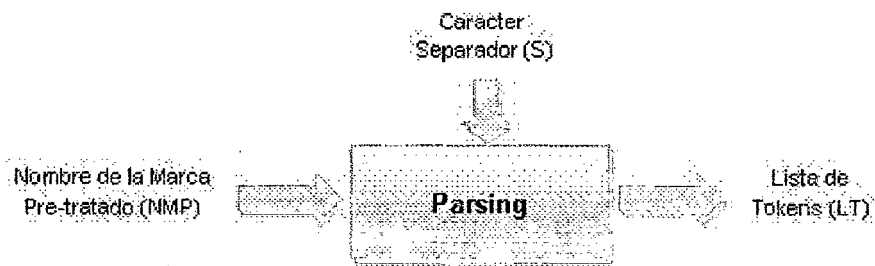 Caracter
Separador (S)
Nombre de la Marca
Pre-tratado (NMP)
Parsing
Lista de
Tokens (LT)